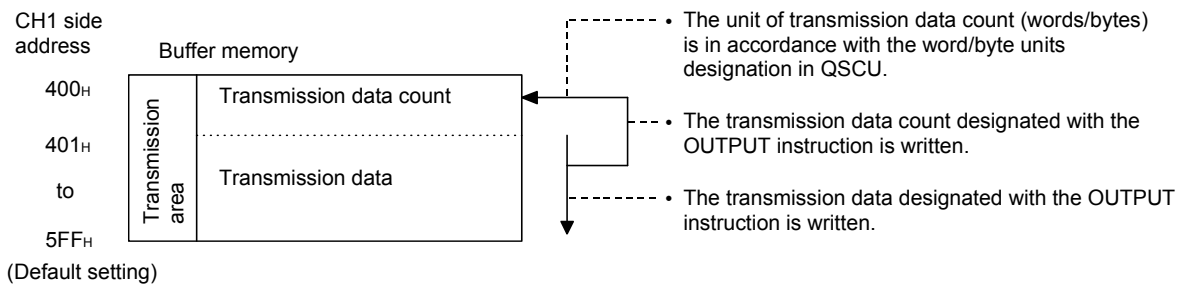 CH1 side
address
Buffer memory
400H
Transmission data count
401H
to
Transmission data
5FFH
Transmission
area
(Default setting)
• The unit of transmission data count (words/bytes)
is in accordance with the word/byte units
designation in QSCU.
• The transmission data count designated with the
OUTPUT instruction is written.
• The transmission data designated with the OUTPUT
instruction is written.